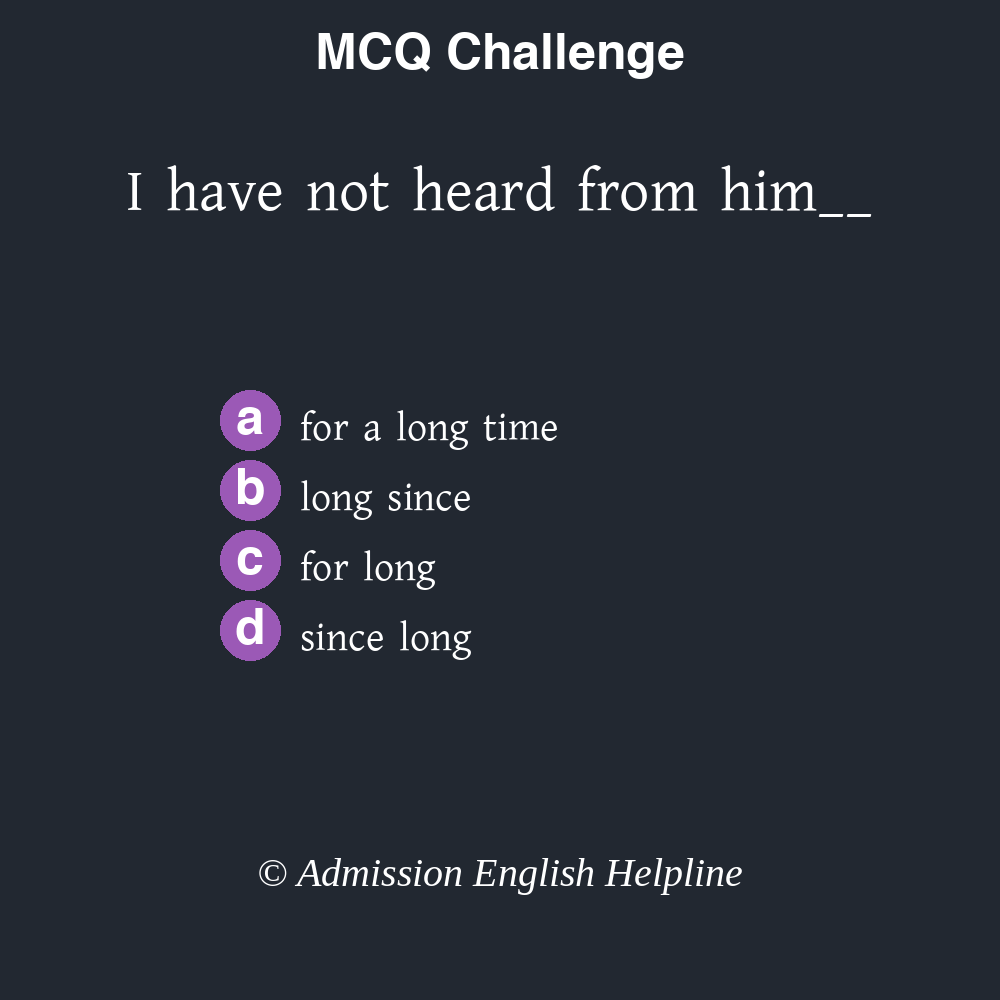 MCQ Challenge
I have not heard from him__
a for a long time
b long since
c for long
d since long
© Admission English Helpline